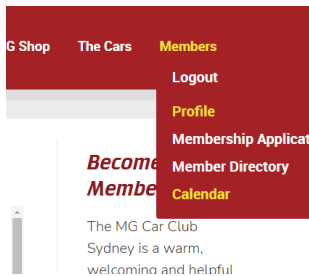 G Shop The Cars Members
Logout
Profile
Membership Applicat
Member Directory
Calendar
Become
Membe
The MG Car Club
Sydney is a warm,
welcoming and helpful